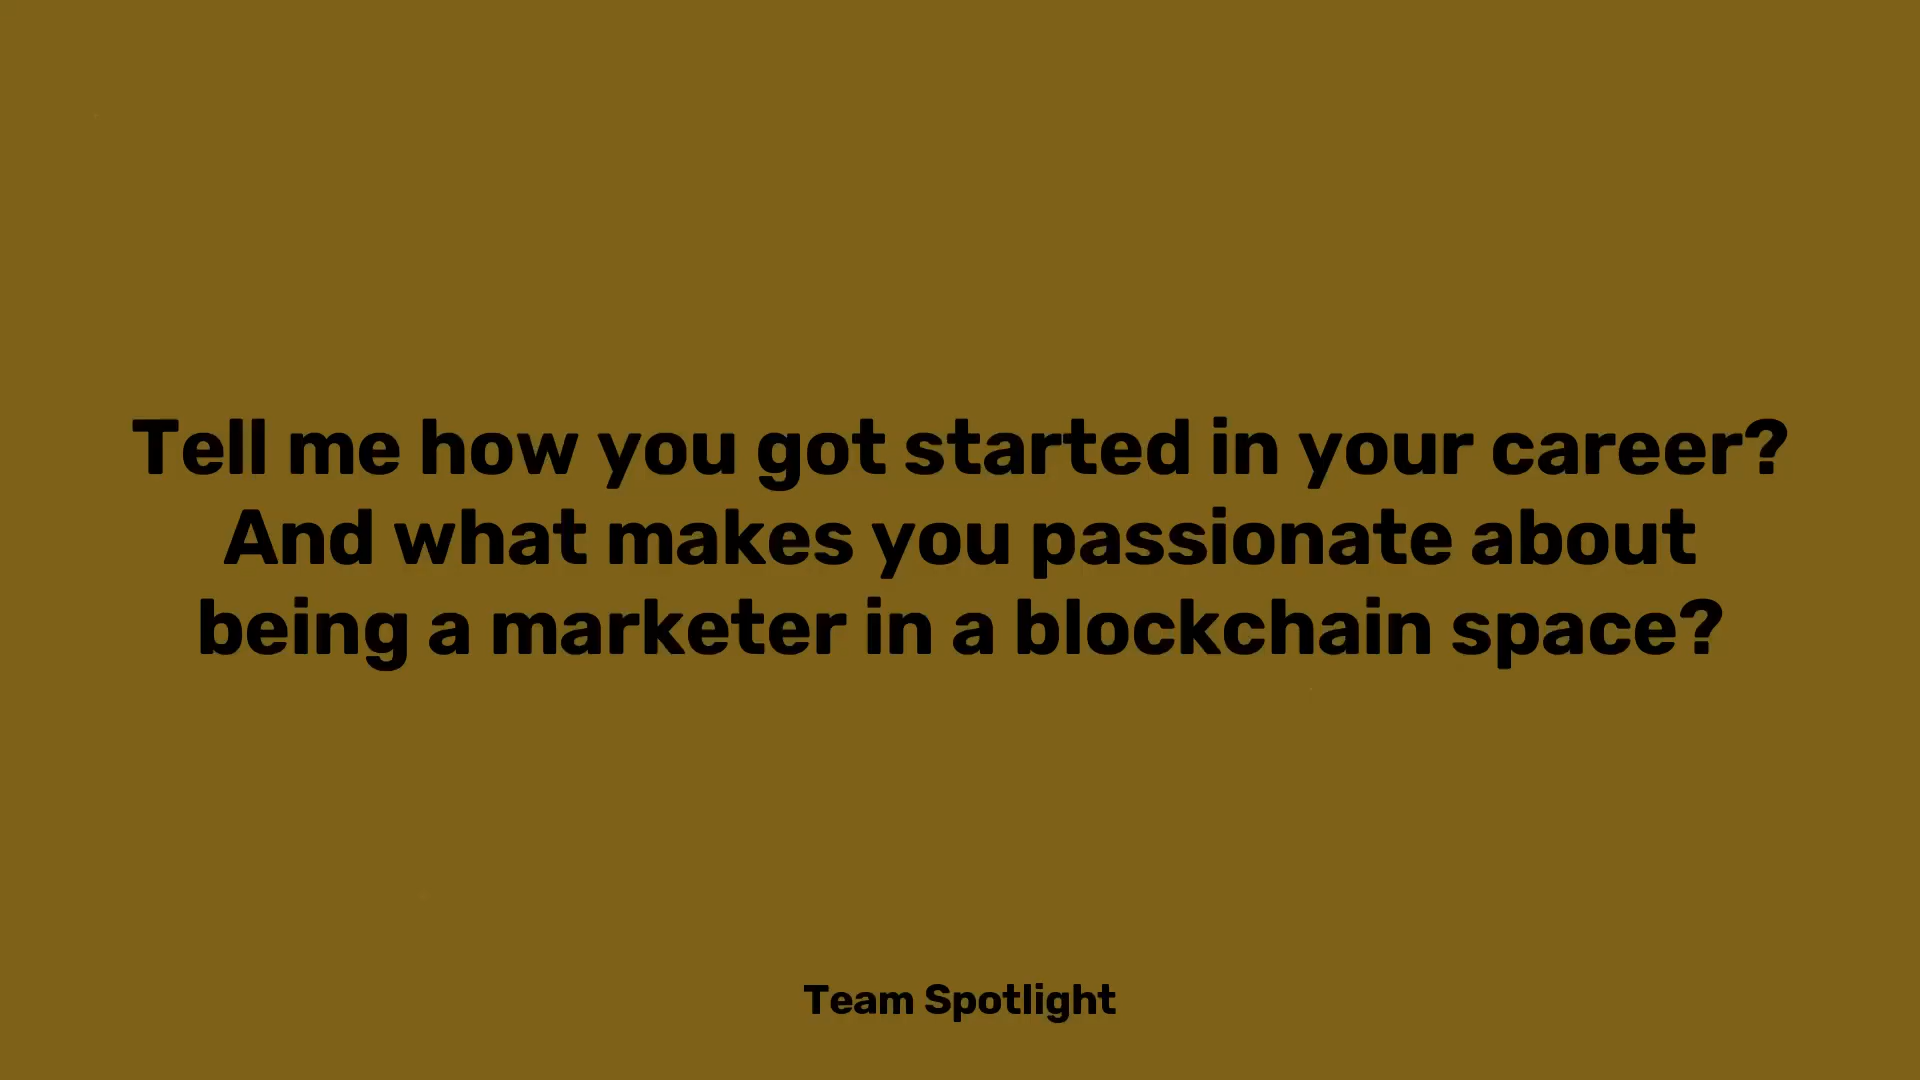 Tell me how you got started in your career?
And what makes you passionate about
being a marketer in a blockchain space?
Team Spotlight